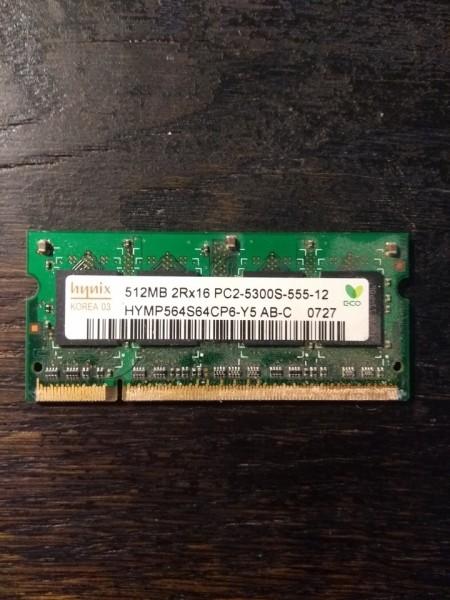 hynix
KOREA 03
512MB 2Rx16 PC2-5300S-555-12
HYMP564S64CP6-Y5 AB-C 0727
eco